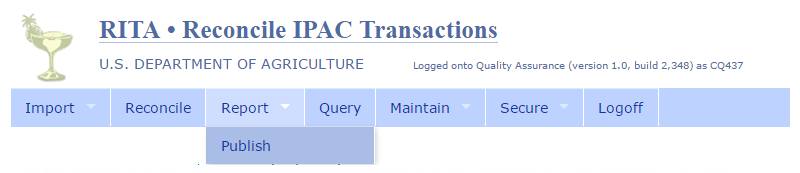 RITA • Reconcile IPAC Transactions
U.S. DEPARTMENT OF AGRICULTURE Logged onto Quality Assurance (version 1.0, build 2,348) as CQ437
Import Reconcile Report Query Maintain Secure Logoff
Publish